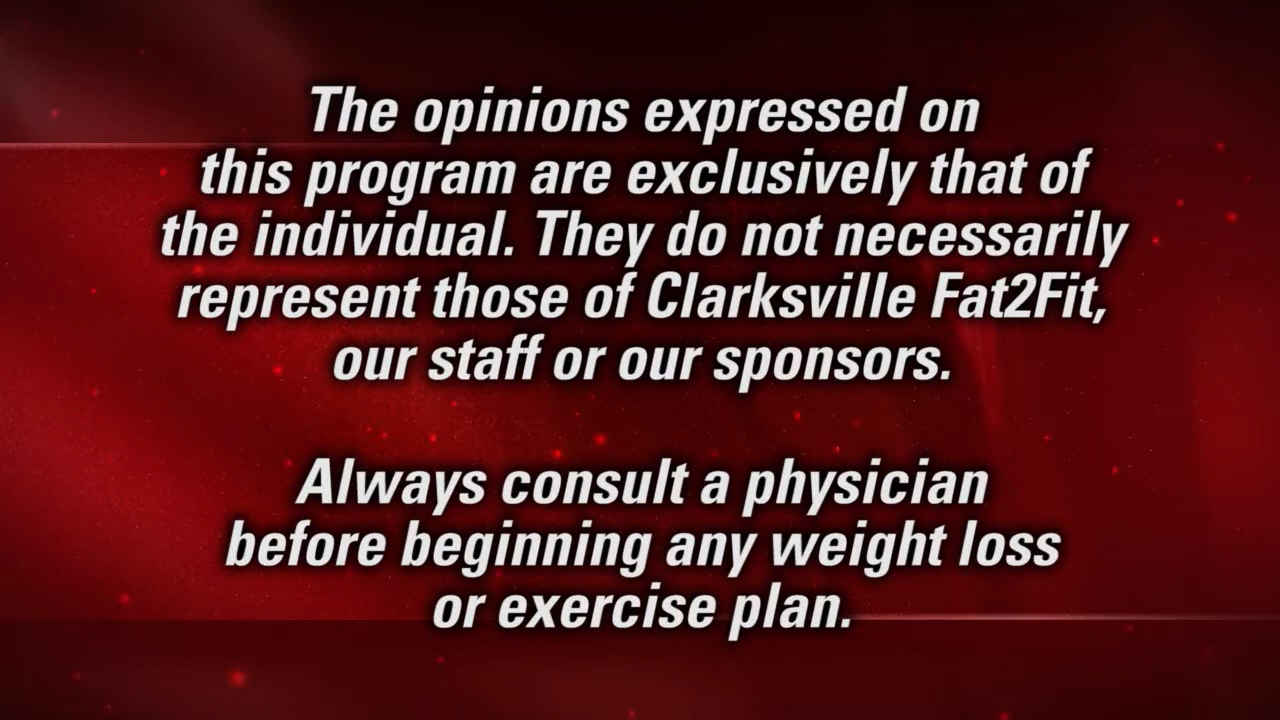 The opinions expressed on
this program are exclusively that of
the individual. They do not necessarily
represent those of Clarksville Fat2Fit,
our staff or our sponsors.
Always consult a physician
before beginning any weight loss
or exercise plan.